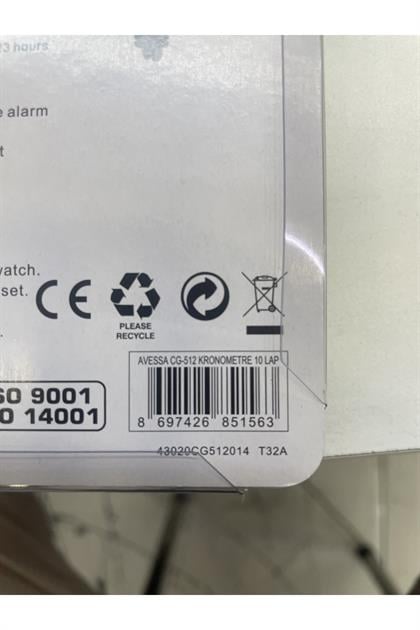 23 hours
e alarm
t
watch.
set.
CE
PLEASE
RECYCLE
AVESSA CG-512 KRONOMETRE 10 LAP
SO 9001
O 14001
8 697426 851563
43020CG512014 T32A